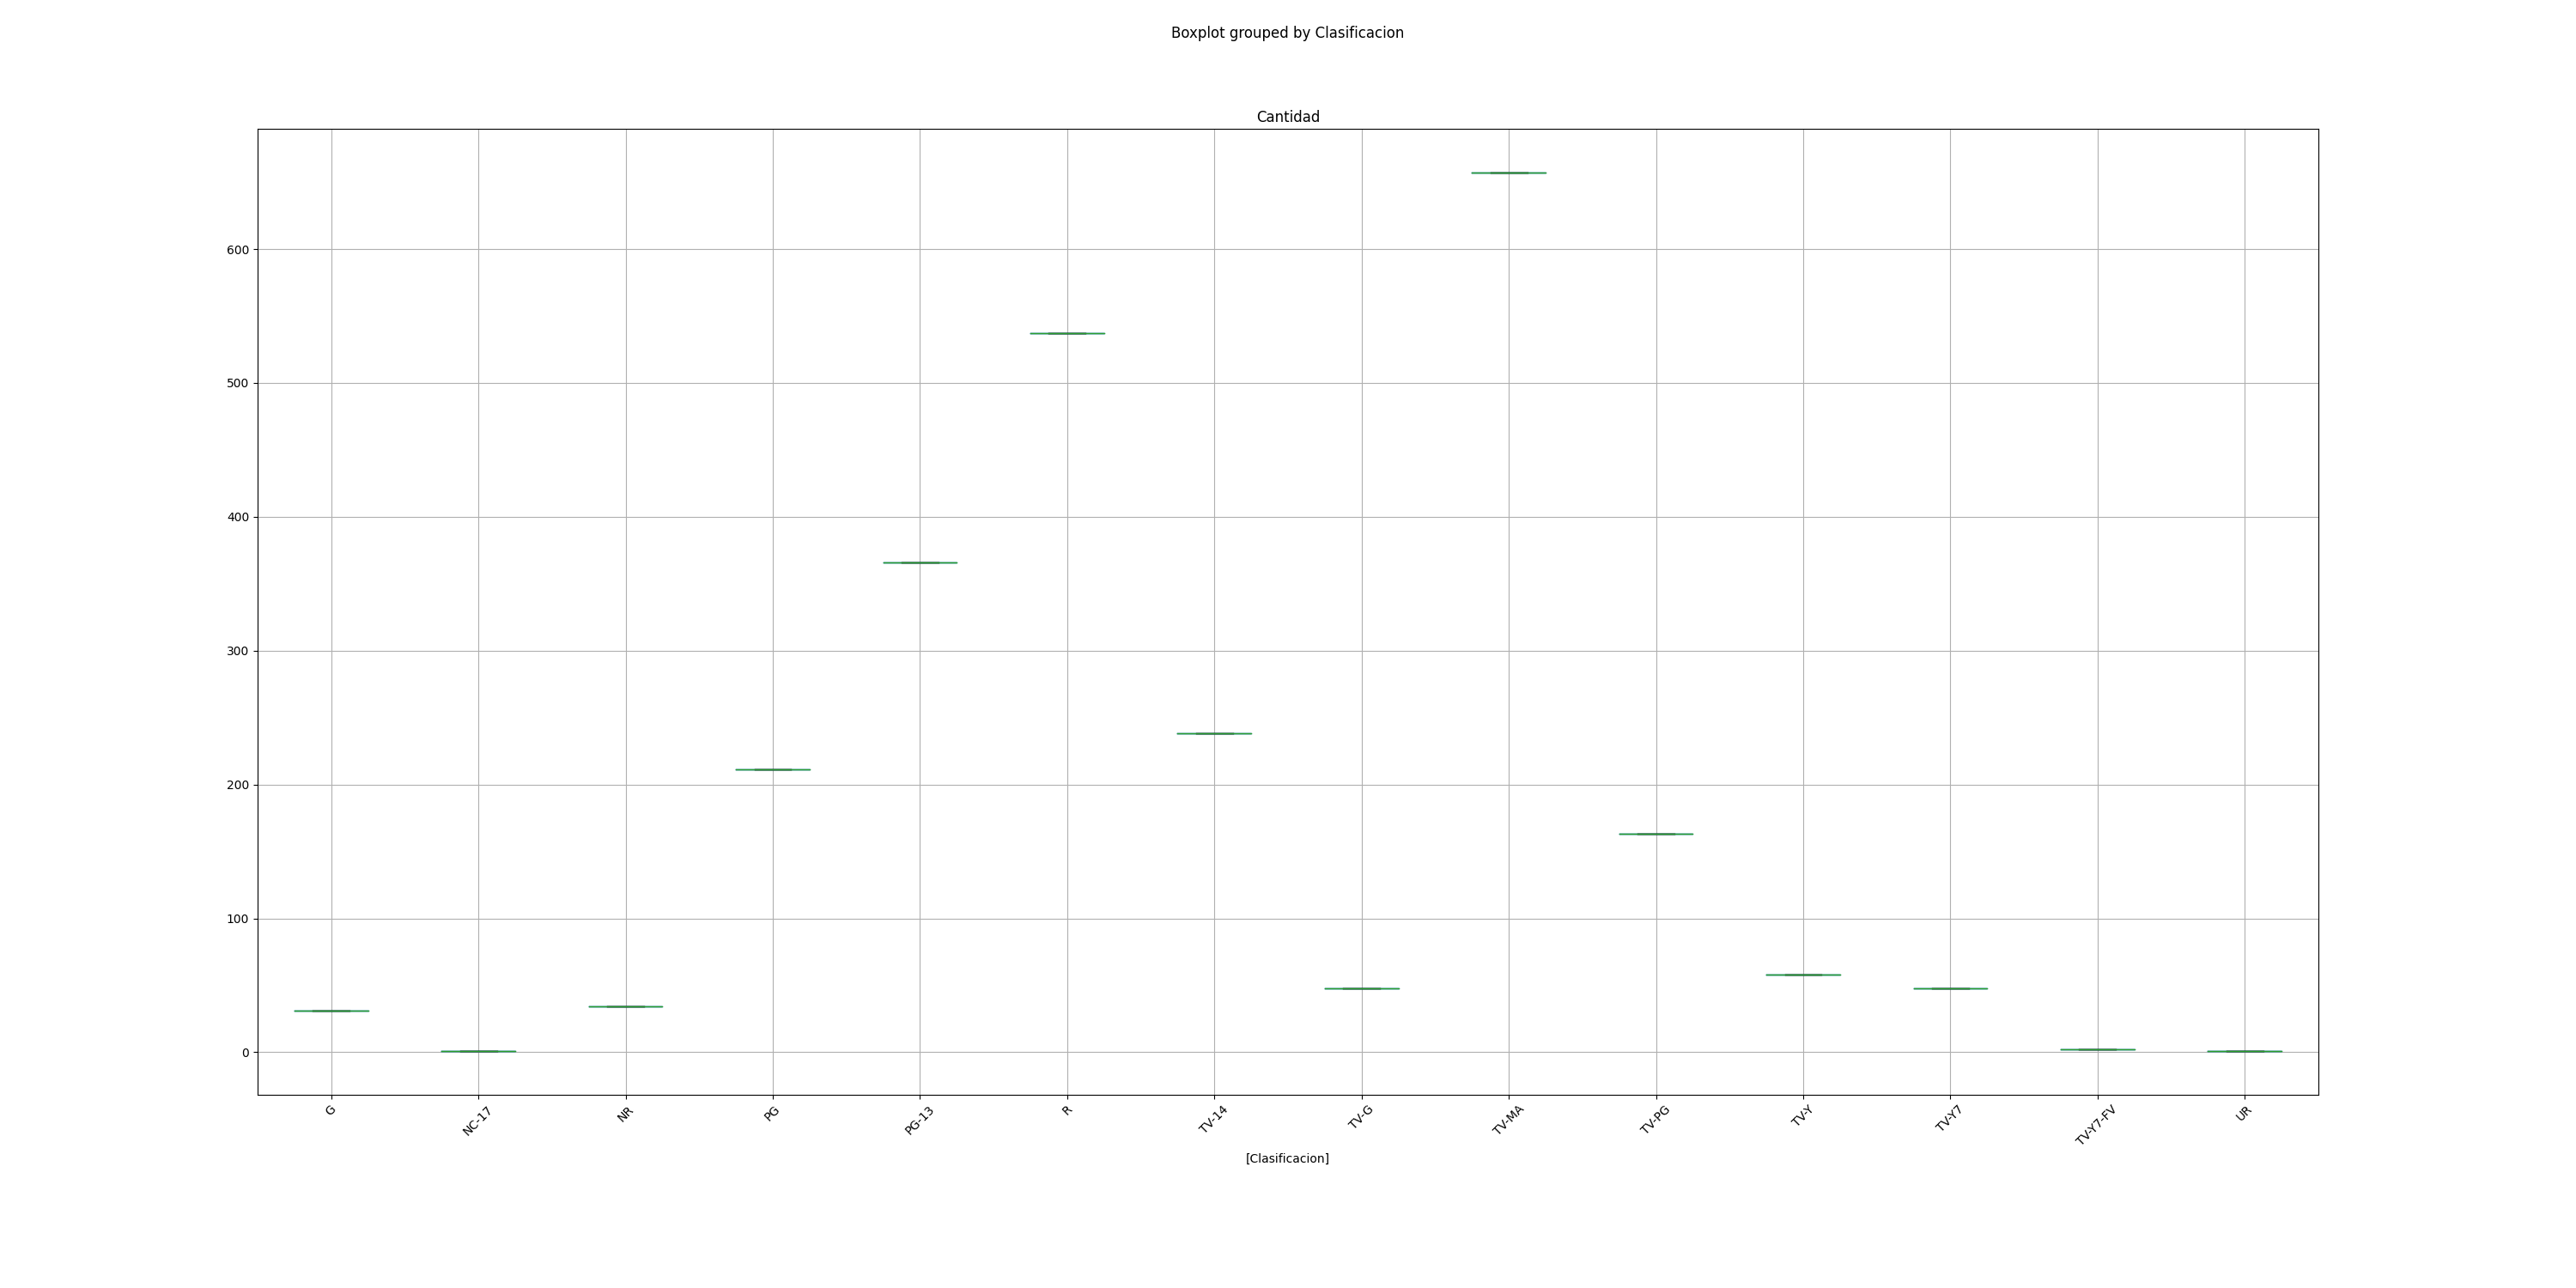 Boxplot grouped by Clasificacion
Cantidad
600
500
400
300
200
100
0
G NC-17 NR PG PG-13 R TV-14 TV-G TV-MA TV-PG TV-Y TV-Y7 TV-Y7-FV UR
[Clasificacion]